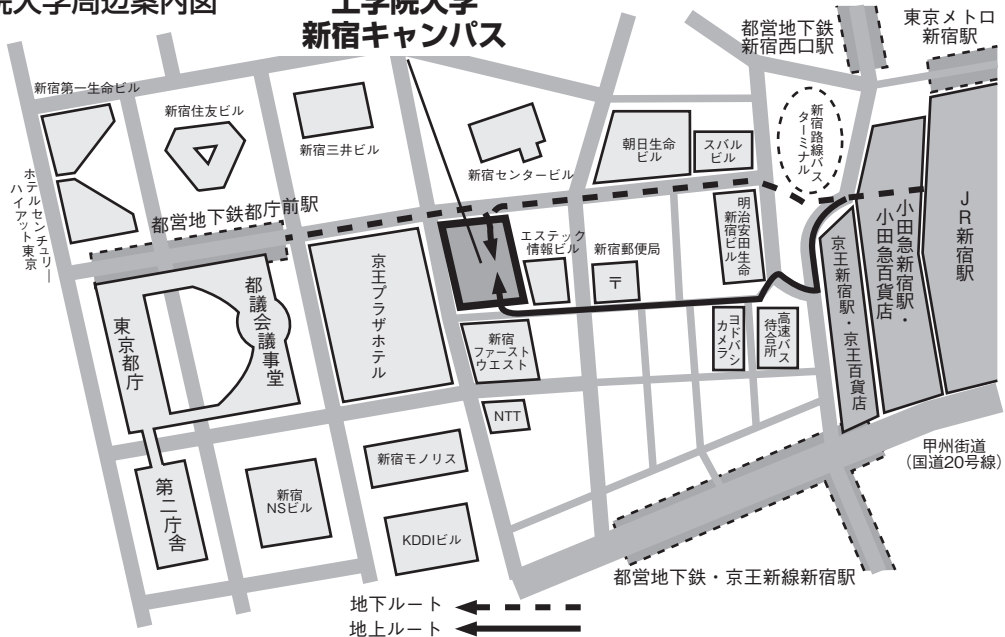 院大学周辺案内図
工学院大学
新宿キャンパス
都営地下鉄
新宿西口駅
東京メトロ
新宿駅
新宿第一生命ビル
新宿住友ビル
新宿三井ビル
新宿センタービル
朝日生命
ビル
スバル
ビル
新宿路線バス
ターミナル
ホテルセンチュリー
ハイアット東京
都営地下鉄都庁前駅
エステック
情報ビル
新宿郵便局
〒
明治安田生命
新宿ビル
小田急新宿駅・
小田急百貨店
JR新宿駅
京王新宿駅・京王百貨店
東京都庁
都議会議事堂
京王プラザホテル
新宿
ファースト
ウエスト
ヨドバシ
カメラ
高速バス
待合所
NTT
甲州街道
(国道20号線)
第二庁舎
新宿
NSビル
新宿モノリス
KDDIビル
都営地下鉄・京王新線新宿駅
地下ルート
地上ルート